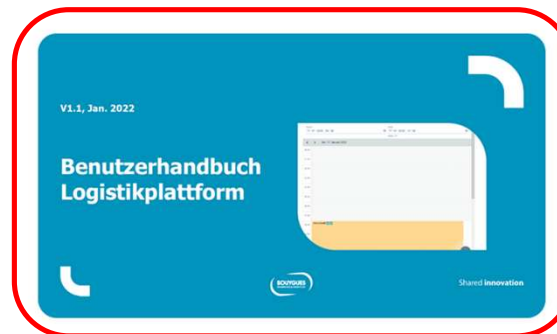 V1.1, Jan. 2022
Benutzerhandbuch
Logistikplattform
BOUYGUES
Shared innovation